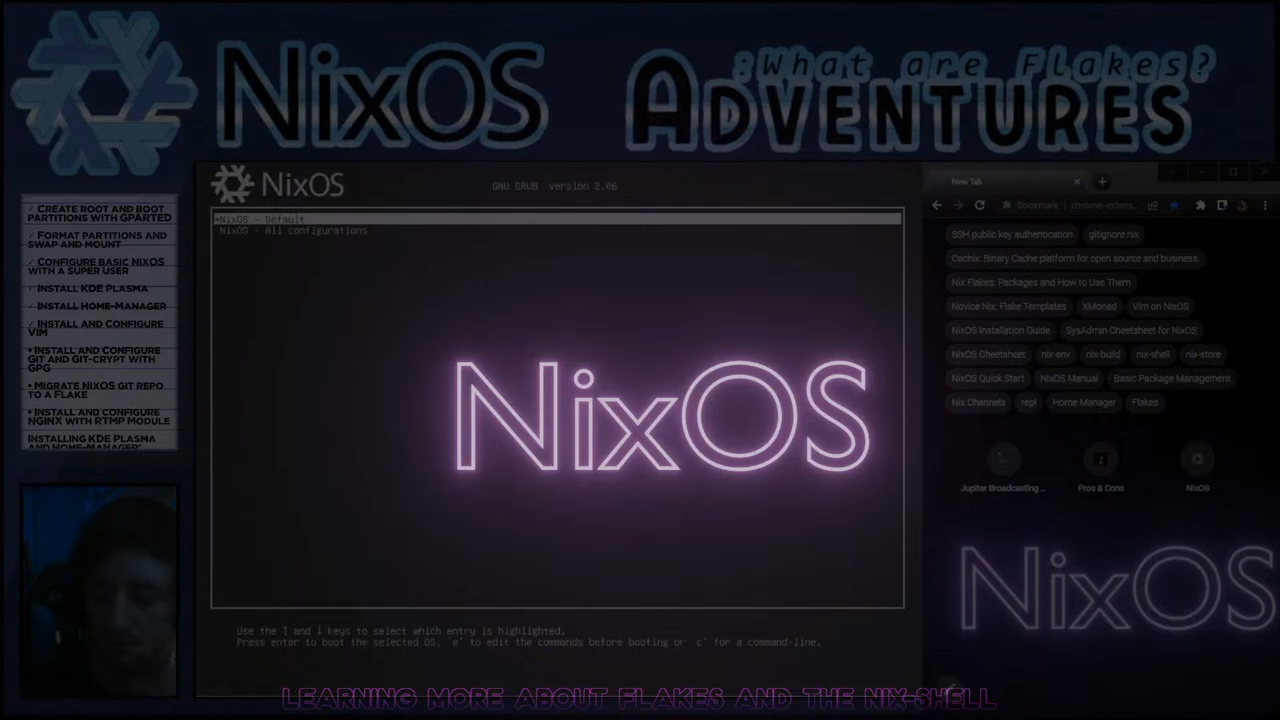 NixOS
:What are Flakes?
ADVENTURES
NixOS
GNU GRUB version 2.06
*NixOS - Default
NixOS - All configurations
NixOS
Use the ↑ and ↓ keys to select which entry is highlighted.
Press enter to boot the selected OS, `e' to edit the commands before booting or `c' for a command-line.
✓ CREATE ROOT AND BOOT
PARTITIONS WITH GPARTED
✓ FORMAT PARTITIONS AND
SWAP AND MOUNT
✓ CONFIGURE BASIC NIXOS
WITH A SUPER USER
✓ INSTALL KDE PLASMA
✓ INSTALL HOME-MANAGER
✓ INSTALL AND CONFIGURE
VIM
• INSTALL AND CONFIGURE
GIT AND GIT-CRYPT WITH
GPG
• MIGRATE NIXOS GIT REPO
TO A FLAKE
• INSTALL AND CONFIGURE
NGINX WITH RTMP MODULE
INSTALLING KDE PLASMA
AND HOME-MANAGER
New Tab
Bookmark chrome-extens...
SSH public key authentication gitignore nix
Cachix: Binary Cache platform for open source and business.
Nix Flakes: Packages and How to Use Them
Novice Nix: Flake Templates XMonad Vim on NixOS
NixOS Installation Guide SysAdmin Cheetsheet for NixOS
NixOS Cheetsheet nix-env nix-build nix-shell nix-store
NixOS Quick Start NixOS Manual Basic Package Management
Nix Channels repl Home Manager Flakes
Jupiter Broadcasting ... Pros & Cons NixOS
NixOS
LEARNING MORE ABOUT FLAKES AND THE NIX-SHELL